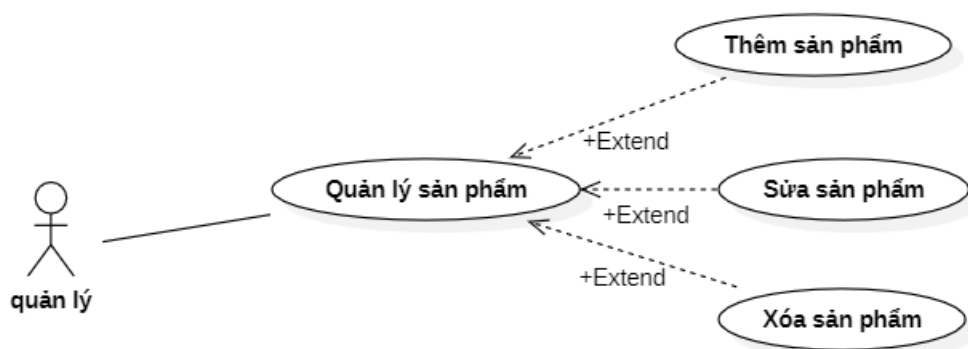 Thêm sản phẩm
+Extend
Quản lý sản phẩm
Sửa sản phẩm
+Extend
+Extend
quản lý
Xóa sản phẩm